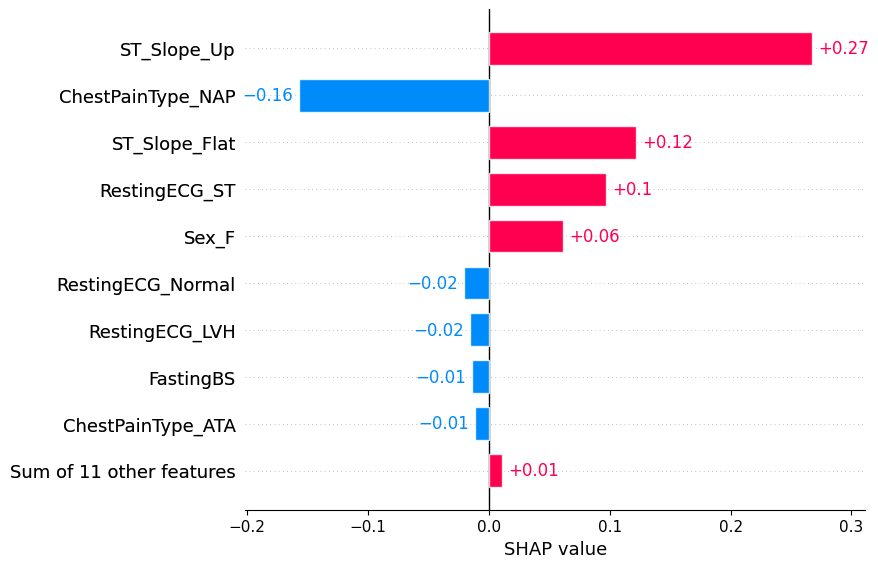 ST_Slope_Up +0.27
−0.16 ChestPainType_NAP
ST_Slope_Flat +0.12
RestingECG_ST +0.1
Sex_F +0.06
RestingECG_Normal −0.02
RestingECG_LVH −0.02
FastingBS −0.01
ChestPainType_ATA −0.01
Sum of 11 other features +0.01
−0.2 −0.1 0.0 0.1 0.2 0.3
SHAP value